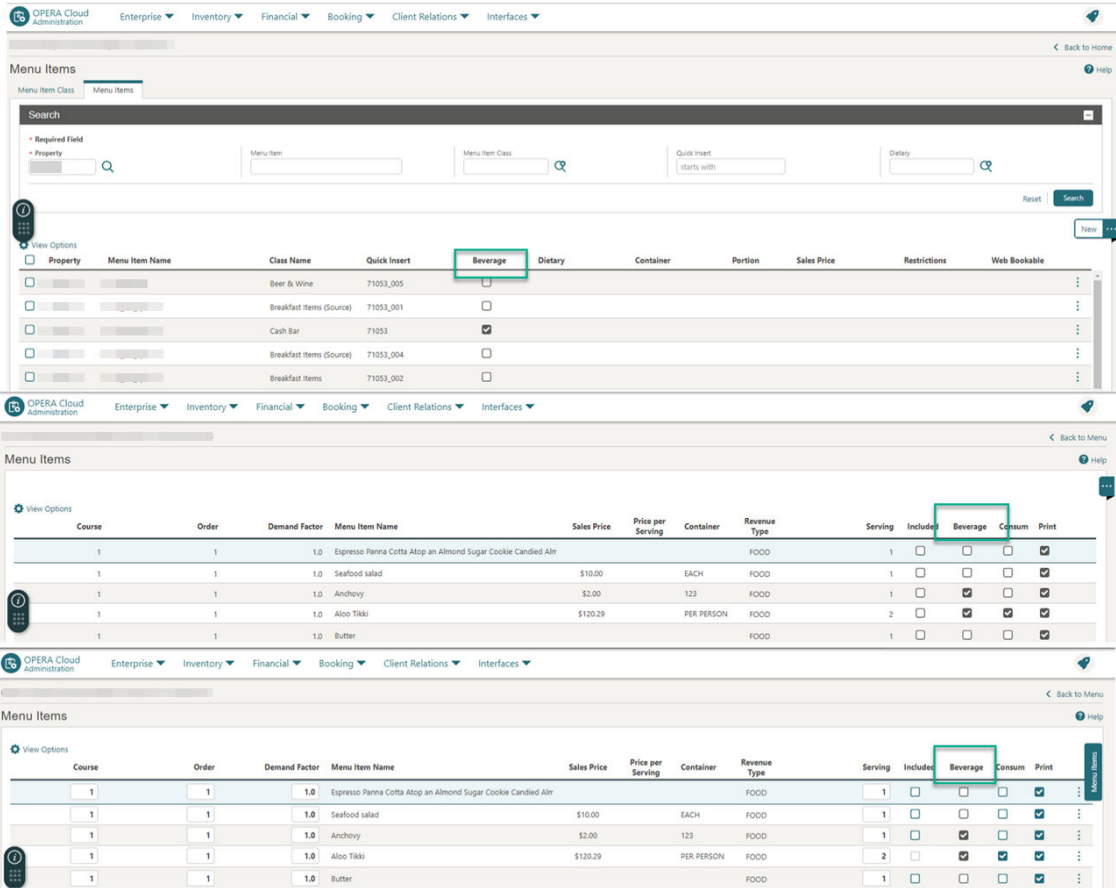 OPERA Cloud
Administration
Enterprise Inventory Financial Booking Client Relations Interfaces
Back to Home
Menu Items
Help
Menu Item Class Menu Items
Search
* Required Field
* Property Menu Item Menu Item Class Quick Insert Dietary
starts with
Reset Search
New ...
View Options
Property Menu Item Name Class Name Quick Insert Beverage Dietary Container Portion Sales Price Restrictions Web Bookable
Beer & Wine 71053_005
Breakfast Items (Source) 71053_001
Cash Bar 71053
Breakfast Items (Source) 71053_004
Breakfast Items 71053_002
OPERA Cloud
Administration
Enterprise Inventory Financial Booking Client Relations Interfaces
Back to Menu
Menu Items
Help
View Options
Course Order Demand Factor Menu Item Name Sales Price Price per Serving Container Revenue Type Serving Included Beverage Consum Print
1 1 1.0 Espresso Panna Cotta Atop an Almond Sugar Cookie Candied Alm FOOD 1
1 1 1.0 Seafood salad $10.00 EACH FOOD 1
1 1 1.0 Anchovy $2.00 123 FOOD 1
1 1 1.0 Aloo Tikki $120.29 PER PERSON FOOD 2
1 1 1.0 Butter FOOD 1
OPERA Cloud
Administration
Enterprise Inventory Financial Booking Client Relations Interfaces
Back to Menu
Menu Items
Help
View Options
Menu Items
Course Order Demand Factor Menu Item Name Sales Price Price per Serving Container Revenue Type Serving Included Beverage Consum Print
1 1 1.0 Espresso Panna Cotta Atop an Almond Sugar Cookie Candied Alm FOOD 1
1 1 1.0 Seafood salad $10.00 EACH FOOD 1
1 1 1.0 Anchovy $2.00 123 FOOD 1
1 1 1.0 Aloo Tikki $120.29 PER PERSON FOOD 2
1 1 1.0 Butter FOOD 1